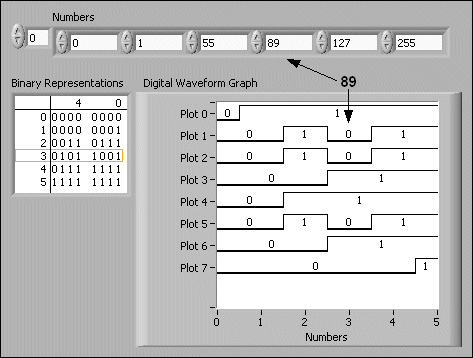 Numbers
0 0 1 55 89 127 255
Binary Representations Digital Waveform Graph 89
4 0
0 0000 0000
1 0000 0001
2 0011 0111
3 0101 1001
4 0111 1111
5 1111 1111
Plot 0 0 1
Plot 1 0 1 0 1
Plot 2 0 1 0 1
Plot 3 0 1
Plot 4 0 1
Plot 5 0 1 0 1
Plot 6 0 1
Plot 7 0 1
0 1 2 3 4 5
Numbers